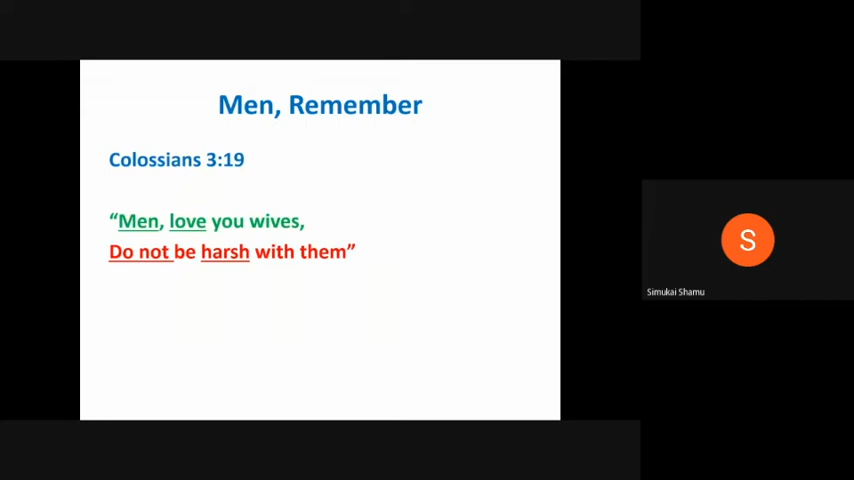 Men, Remember
Colossians 3:19
“Men, love you wives,
Do not be harsh with them”
S
Simukai Shamu